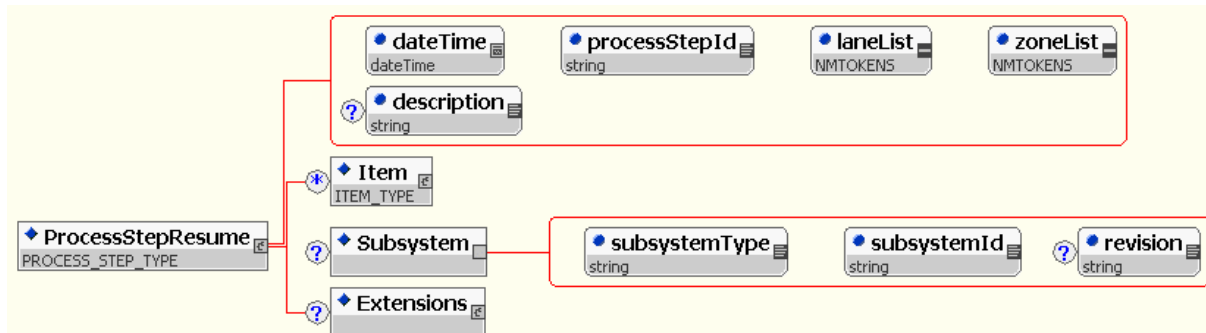 dateTime
dateTime
processStepId
string
laneList
NMTOKENS
zoneList
NMTOKENS
?
description
string
*
Item
ITEM_TYPE
ProcessStepResume
PROCESS_STEP_TYPE
?
Subsystem
subsystemType
string
subsystemId
string
?
revision
string
?
Extensions